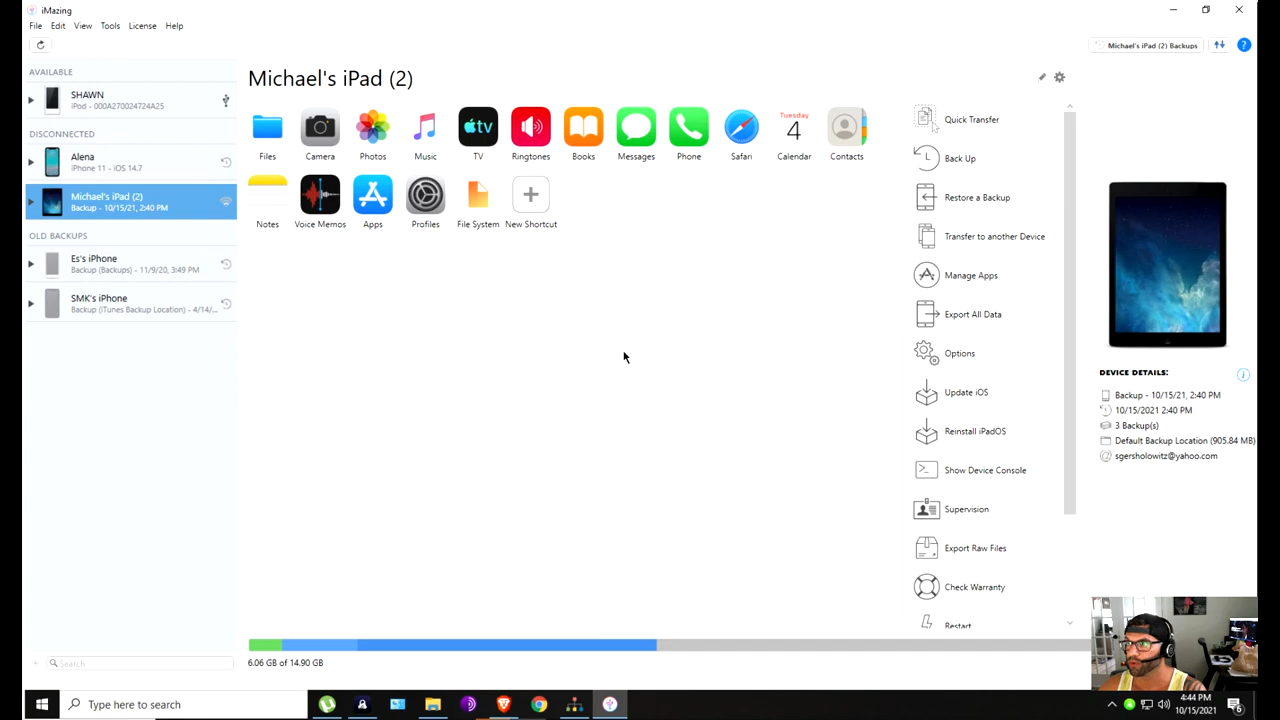 iMazing
File Edit View Tools License Help
Michael's iPad (2) Backups
?
AVAILABLE
SHAWN
iPod - 000A270024724A25
DISCONNECTED
Alena
iPhone 11 - iOS 14.7
Michael's iPad (2)
Backup - 10/15/21, 2:40 PM
OLD BACKUPS
Es's iPhone
Backup (Backups) - 11/9/20, 3:49 PM
SMK's iPhone
Backup (iTunes Backup Location) - 4/14/...
Search
Michael's iPad (2)
Tuesday
tv 4
Files Camera Photos Music TV Ringtones Books Messages Phone Safari Calendar Contacts
Notes Voice Memos Apps Profiles File System New Shortcut
Quick Transfer
Back Up
Restore a Backup
Transfer to another Device
Manage Apps
Export All Data
Options
Update iOS
Reinstall iPadOS
Show Device Console
Supervision
Export Raw Files
Check Warranty
Restart
DEVICE DETAILS:
Backup - 10/15/21, 2:40 PM
10/15/2021 2:40 PM
3 Backup(s)
Default Backup Location (905.84 MB)
sgersholowitz@yahoo.com
6.06 GB of 14.90 GB
Type here to search
4:44 PM
10/15/2021
6